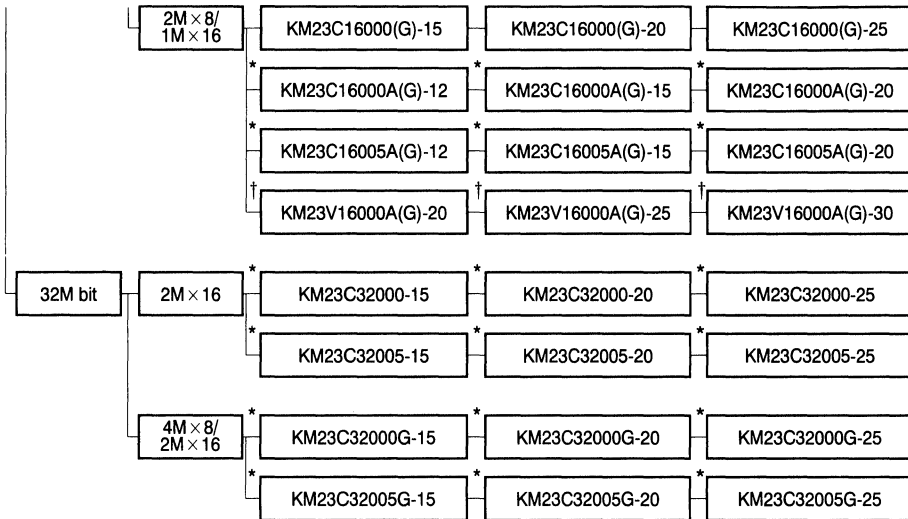 2M × 8/
1M × 16
KM23C16000(G)-15 KM23C16000(G)-20 KM23C16000(G)-25
* KM23C16000A(G)-12 * KM23C16000A(G)-15 * KM23C16000A(G)-20
* KM23C16005A(G)-12 * KM23C16005A(G)-15 * KM23C16005A(G)-20
† KM23V16000A(G)-20 † KM23V16000A(G)-25 † KM23V16000A(G)-30
32M bit 2M × 16 * KM23C32000-15 * KM23C32000-20 * KM23C32000-25
* KM23C32005-15 * KM23C32005-20 * KM23C32005-25
4M × 8/
2M × 16
* KM23C32000G-15 * KM23C32000G-20 * KM23C32000G-25
* KM23C32005G-15 * KM23C32005G-20 * KM23C32005G-25